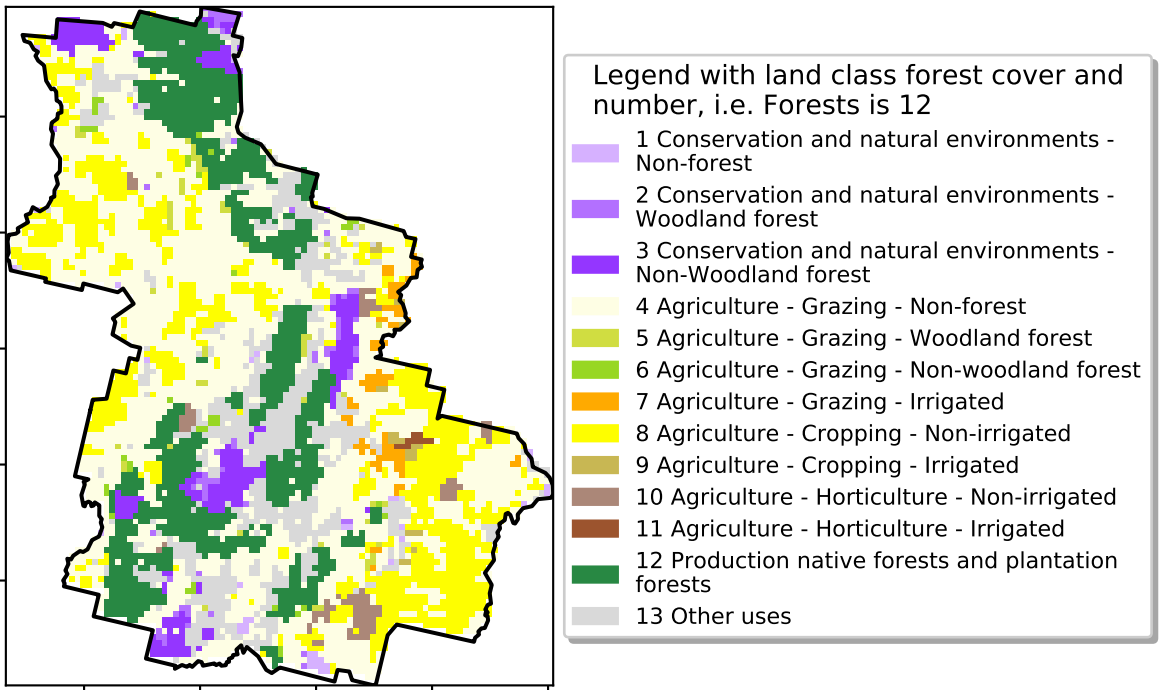 Legend with land class forest cover and
number, i.e. Forests is 12
1 Conservation and natural environments -
Non-forest
2 Conservation and natural environments -
Woodland forest
3 Conservation and natural environments -
Non-Woodland forest
4 Agriculture - Grazing - Non-forest
5 Agriculture - Grazing - Woodland forest
6 Agriculture - Grazing - Non-woodland forest
7 Agriculture - Grazing - Irrigated
8 Agriculture - Cropping - Non-irrigated
9 Agriculture - Cropping - Irrigated
10 Agriculture - Horticulture - Non-irrigated
11 Agriculture - Horticulture - Irrigated
12 Production native forests and plantation
forests
13 Other uses